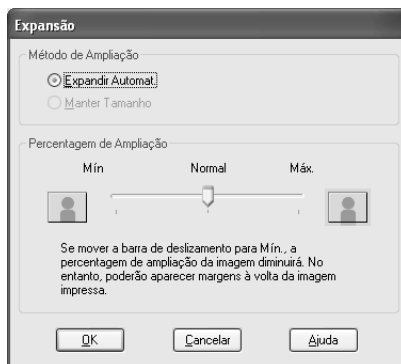 Expansão
Método de Ampliação
Expandir Automat.
Manter Tamanho
Percentagem de Ampliação
Mín Normal Máx.
Se mover a barra de deslizamento para Mín., a
percentagem de ampliação da imagem diminuirá. No
entanto, poderão aparecer margens à volta da imagem
impressa.
OK Cancelar Ajuda